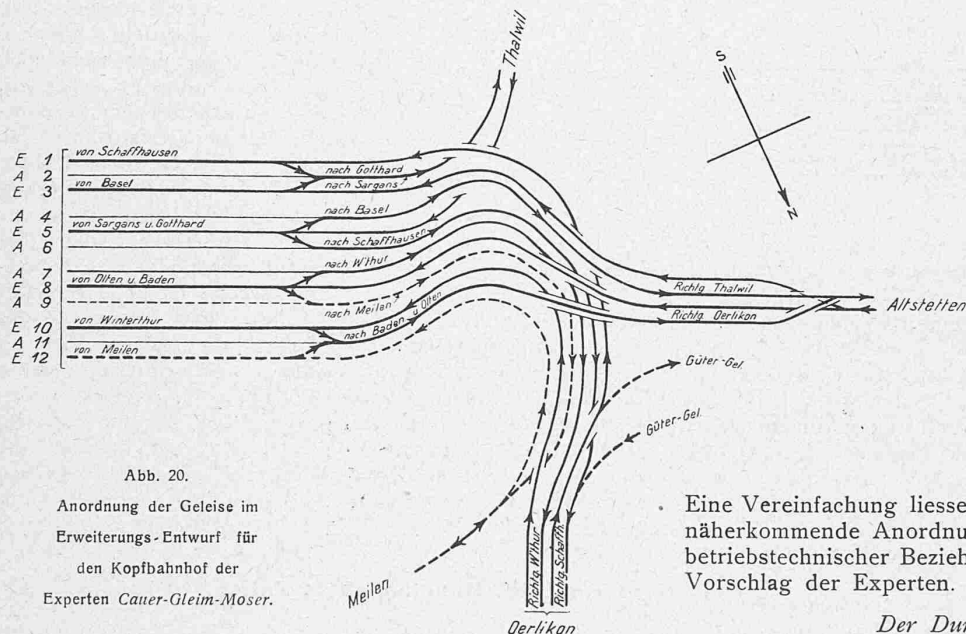 Thalwil
S
N
E 1 von Schaffhausen
A 2
nach Gotthard
E 3 von Basel
nach Sargans
A 4
nach Basel
E 5 von Sargans u. Gotthard
A 6
nach Schaffhausen
A 7
nach W'thur
E 8 von Olten u. Baden
A 9
nach Meilen
E 10 von Winterthur
A 11
nach Baden u. Olten
E 12 von Meilen
Richtg. Thalwil
Richtg. Oerlikon
Altstetten
Güter-Gel.
Güter-Gel.
Meilen
Richtg. W'thur
Richtg. Schaffh.
Oerlikon
Abb. 20.
Anordnung der Geleise im
Erweiterungs-Entwurf für
den Kopfbahnhof der
Experten Cauer-Gleim-Moser.
Eine Vereinfachung liesse
näherkommende Anordnu
betriebstechnischer Bezieh
Vorschlag der Experten.
Der Dur